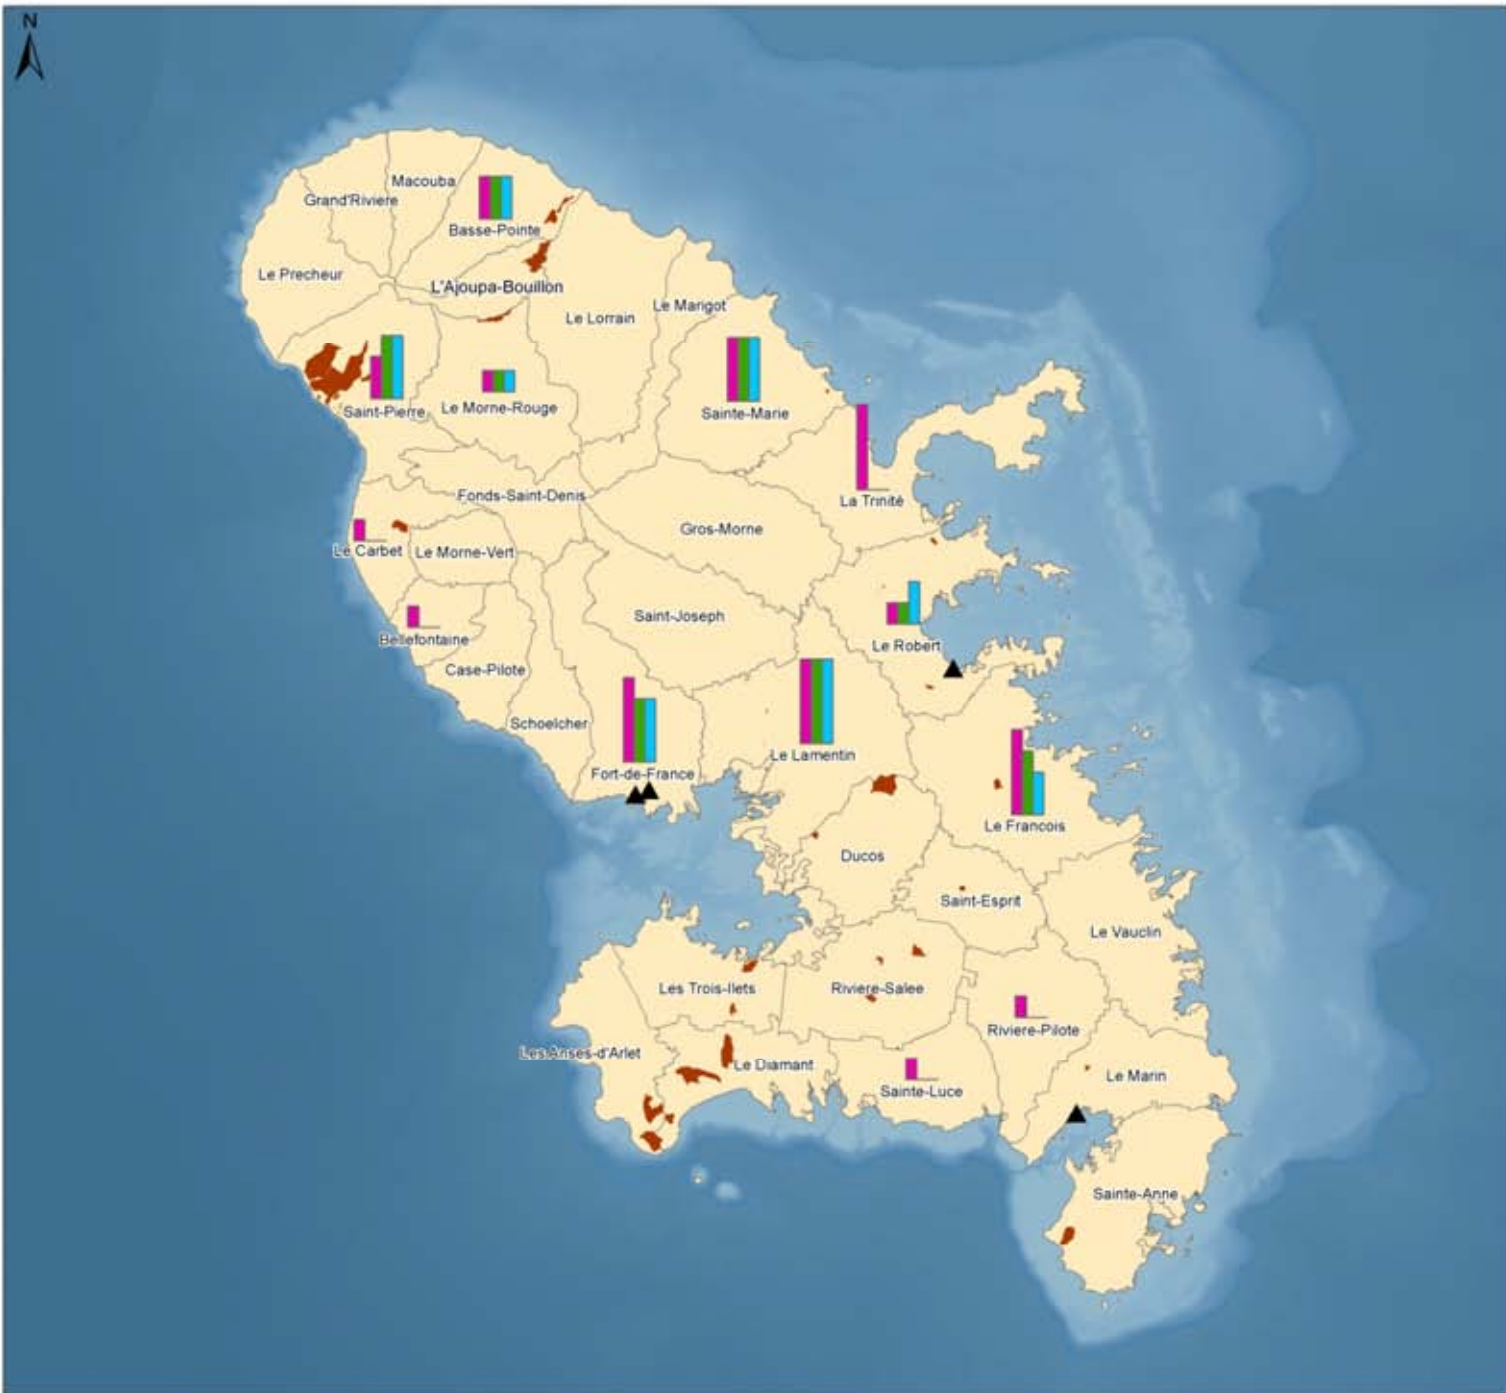 N
Macouba
Grand'Riviere
Basse-Pointe
Le Precheur
L'Ajoupa-Bouillon
Le Marigot
Le Lorrain
Saint-Pierre
Le Morne-Rouge
Sainte-Marie
Fonds-Saint-Denis
La Trinité
Gros-Morne
Le Carbet
Le Morne-Vert
Saint-Joseph
Bellefontaine
Le Robert
Case-Pilote
Schoelcher
Le Lamentin
Fort-de-France
Le Francois
Ducos
Saint-Esprit
Le Vauclin
Les Trois-Ilets
Riviere-Salee
Riviere-Pilote
Les Anses-d'Arlet
Le Diamant
Le Marin
Sainte-Luce
Sainte-Anne